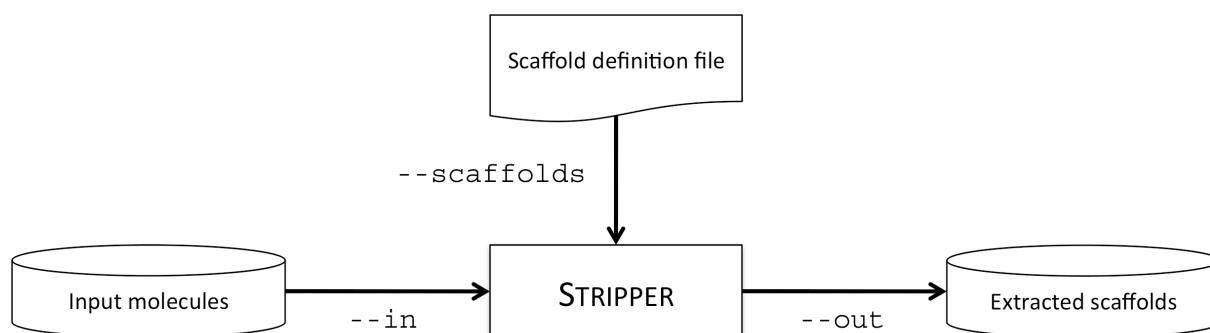 Scaffold definition file
--scaffolds
Input molecules
--in
STRIPPER
--out
Extracted scaffolds